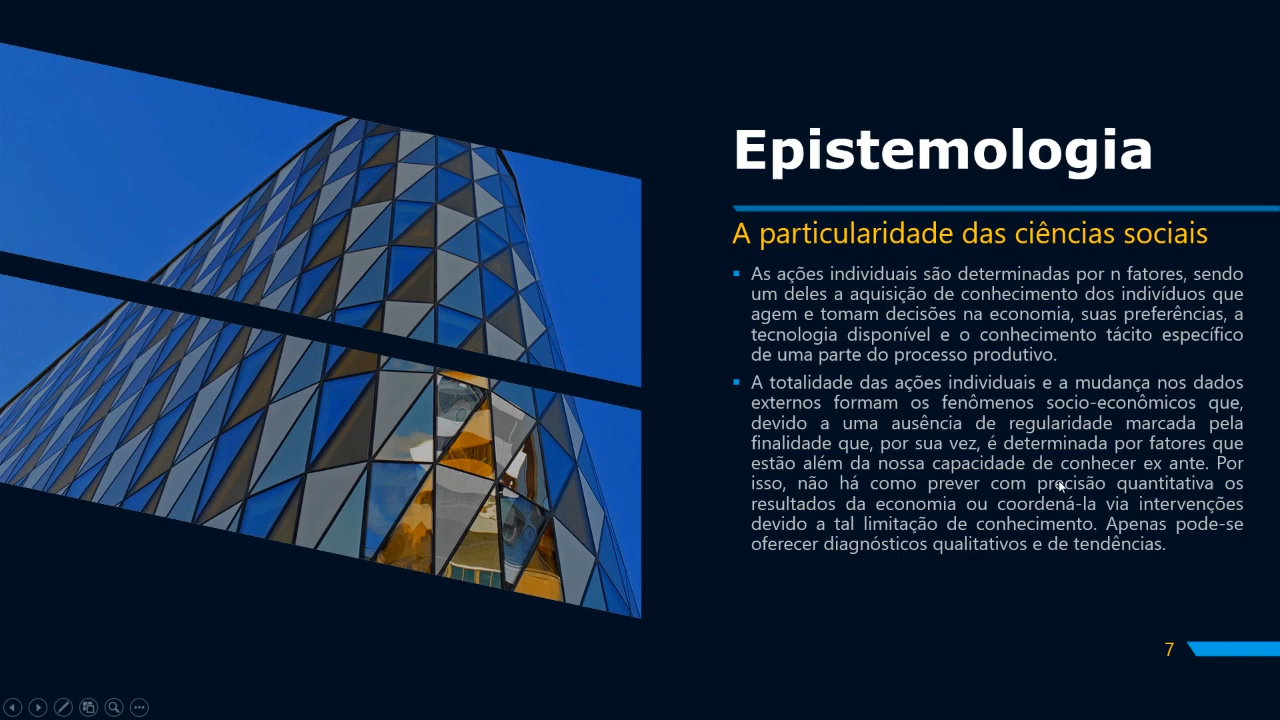 Epistemologia
A particularidade das ciências sociais
As ações individuais são determinadas por n fatores, sendo
um deles a aquisição de conhecimento dos indivíduos que
agem e tomam decisões na economia, suas preferências, a
tecnologia disponível e o conhecimento tácito específico
de uma parte do processo produtivo.
A totalidade das ações individuais e a mudança nos dados
externos formam os fenômenos socio-econômicos que,
devido a uma ausência de regularidade marcada pela
finalidade que, por sua vez, é determinada por fatores que
estão além da nossa capacidade de conhecer ex ante. Por
isso, não há como prever com precisão quantitativa os
resultados da economia ou coordená-la via intervenções
devido a tal limitação de conhecimento. Apenas pode-se
oferecer diagnósticos qualitativos e de tendências.
7